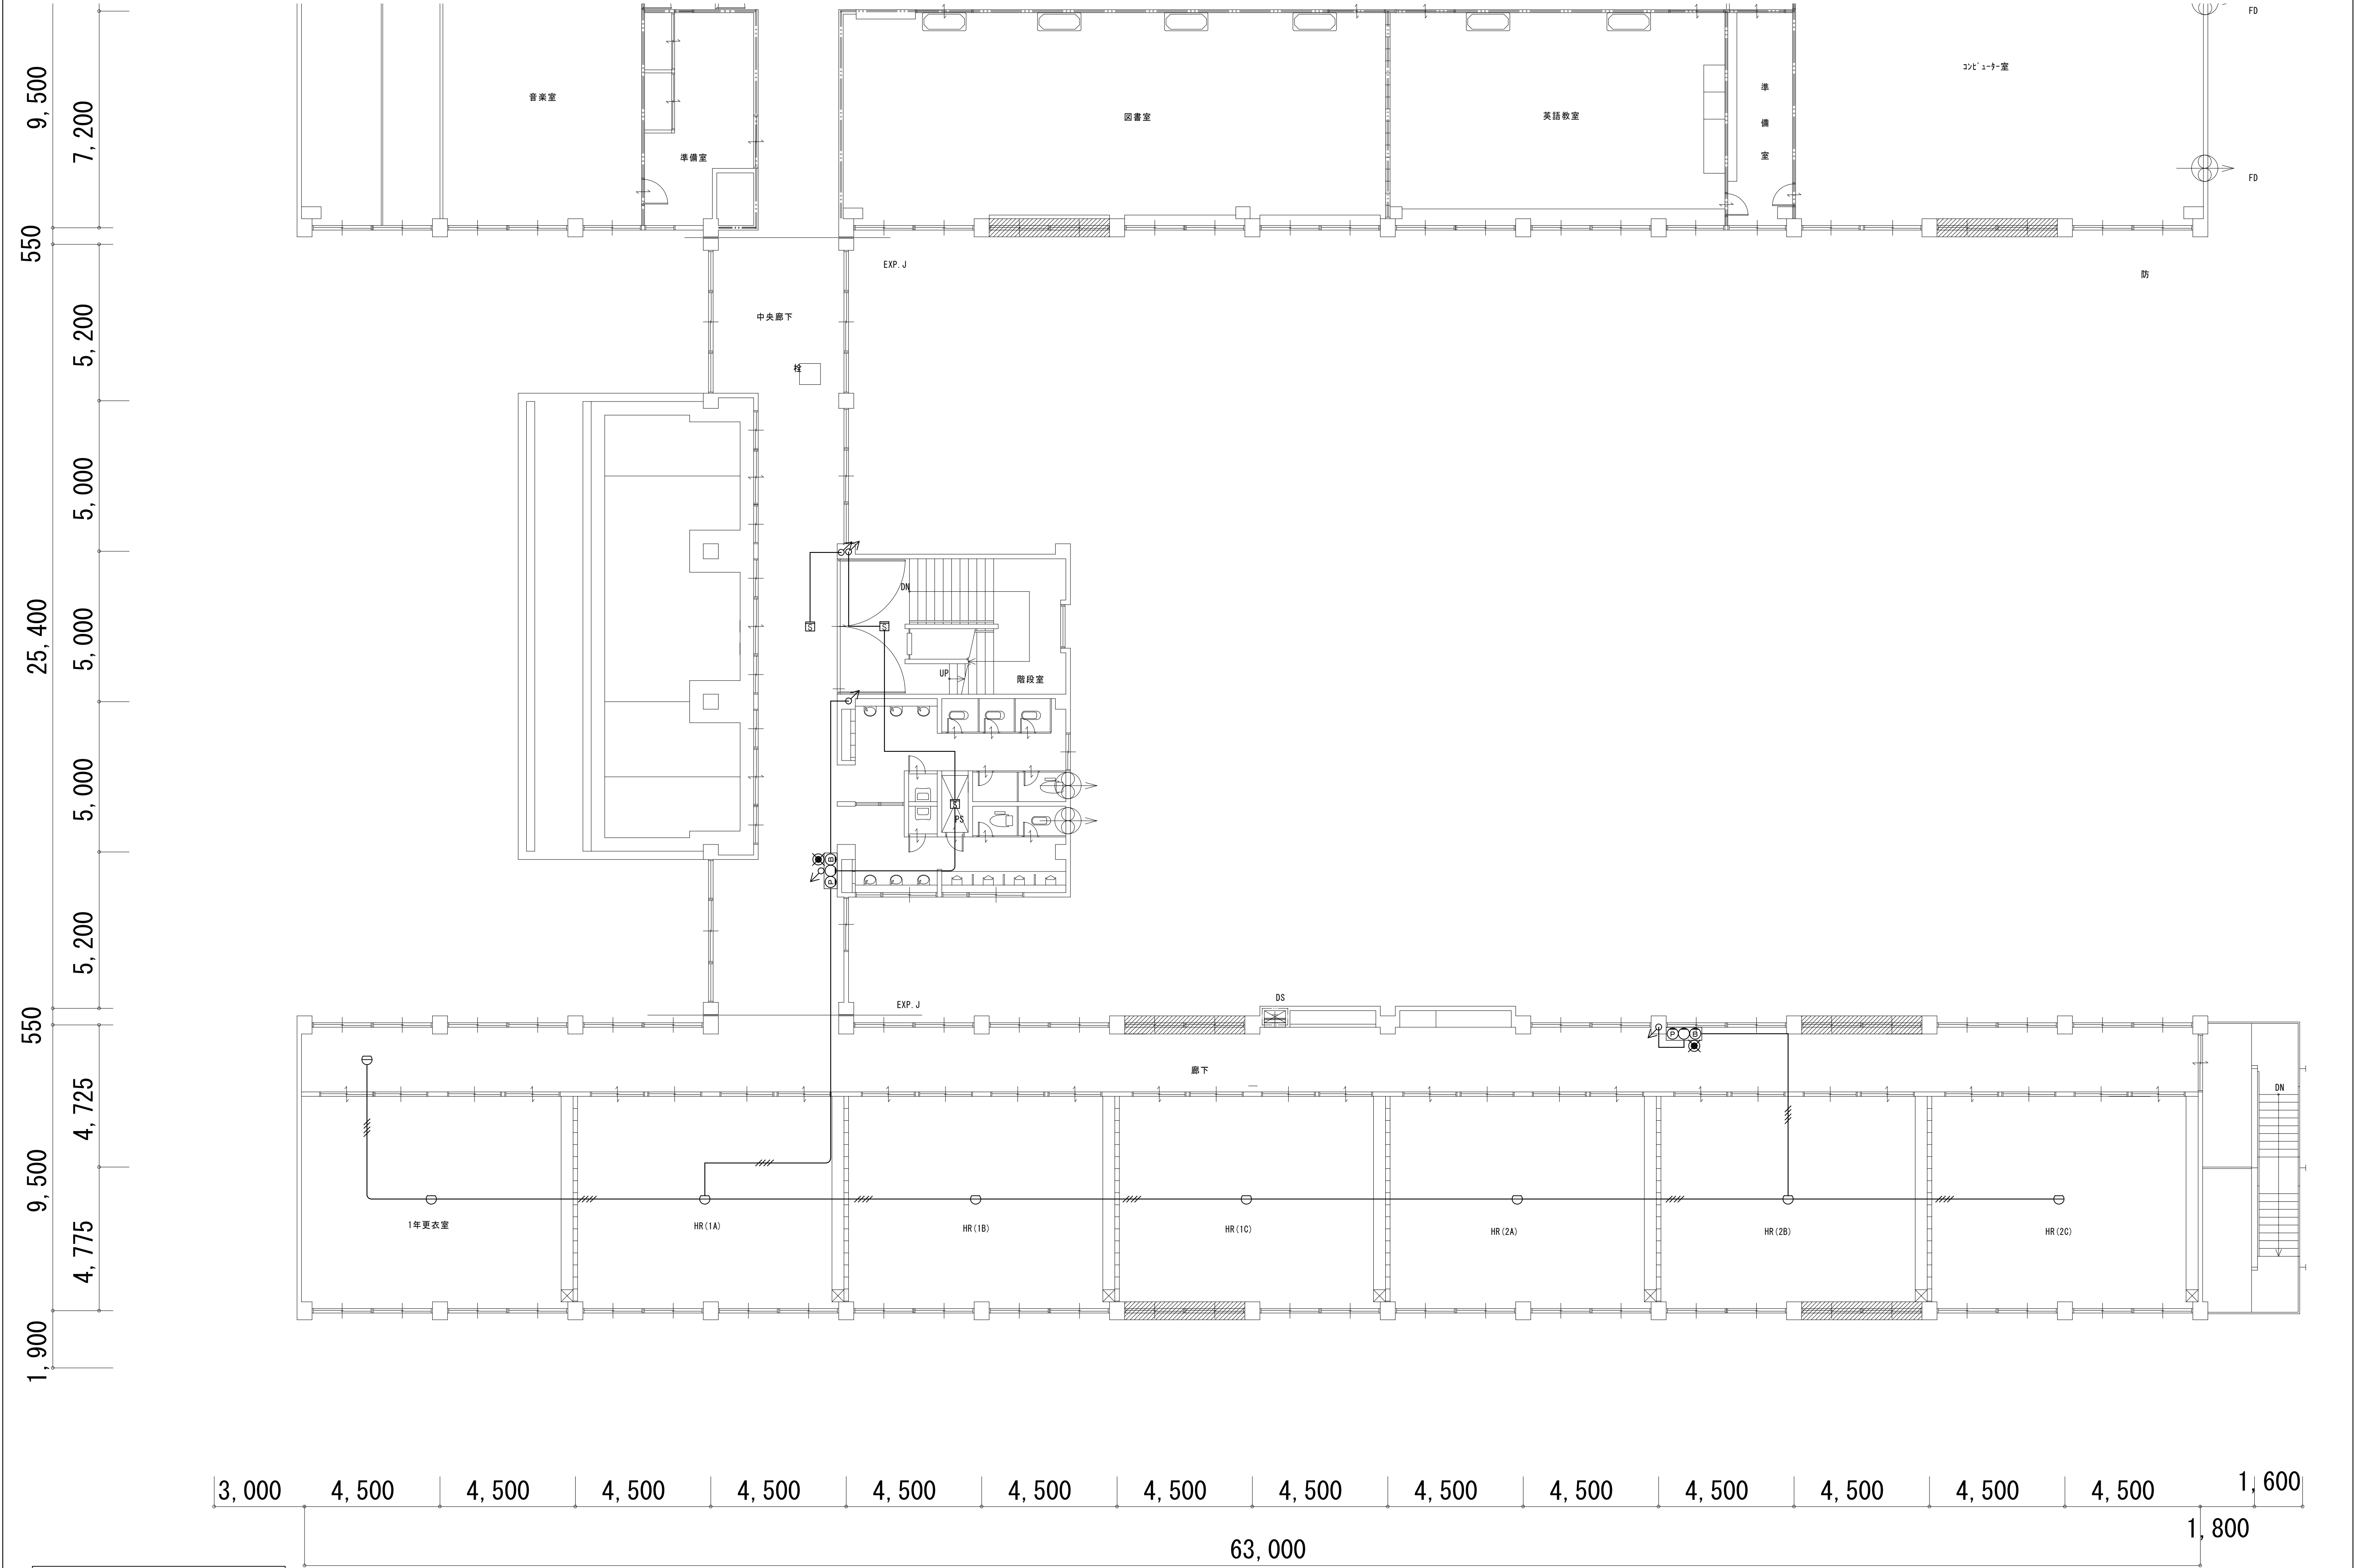 FD
コンピューター室
9,500
7,200
音楽室
図書室
英語教室
準
備
室
準備室
FD
550
EXP.J
防
中央廊下
5,200
栓
5,000
DN
S
S
25,400
5,000
UP
階段室
5,000
S
PS
B
P
5,200
EXP.J
DS
550
P
B
廊下
DN
4,725
9,500
4,775
1年更衣室
HR(1A)
HR(1B)
HR(1C)
HR(2A)
HR(2B)
HR(2C)
1,900
3,000 4,500 4,500 4,500 4,500 4,500 4,500 4,500 4,500 4,500 4,500 4,500 4,500 4,500 4,500 1,600
1,800
63,000